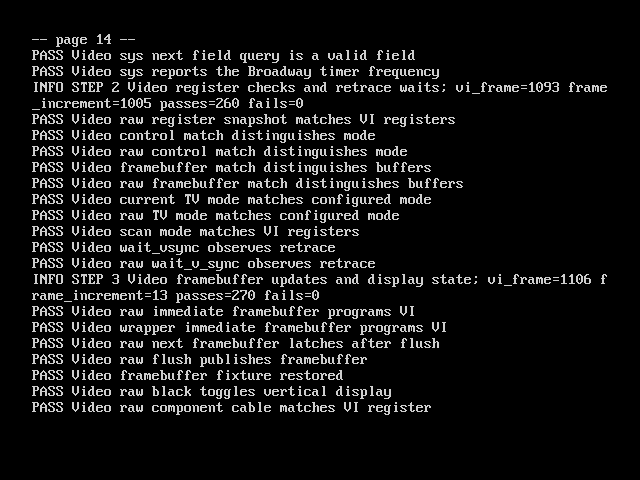 -- page 14 --
PASS Video sys next field query is a valid field
PASS Video sys reports the Broadway timer frequency
INFO STEP 2 Video register checks and retrace waits; vi_frame=1093 frame
_increment=1005 passes=260 fails=0
PASS Video raw register snapshot matches VI registers
PASS Video control match distinguishes mode
PASS Video raw control match distinguishes mode
PASS Video framebuffer match distinguishes buffers
PASS Video raw framebuffer match distinguishes buffers
PASS Video current TV mode matches configured mode
PASS Video raw TV mode matches configured mode
PASS Video scan mode matches VI registers
PASS Video wait_vsync observes retrace
PASS Video raw wait_v_sync observes retrace
INFO STEP 3 Video framebuffer updates and display state; vi_frame=1106 f
rame_increment=13 passes=270 fails=0
PASS Video raw immediate framebuffer programs VI
PASS Video wrapper immediate framebuffer programs VI
PASS Video raw next framebuffer latches after flush
PASS Video raw flush publishes framebuffer
PASS Video framebuffer fixture restored
PASS Video raw black toggles vertical display
PASS Video raw component cable matches VI register